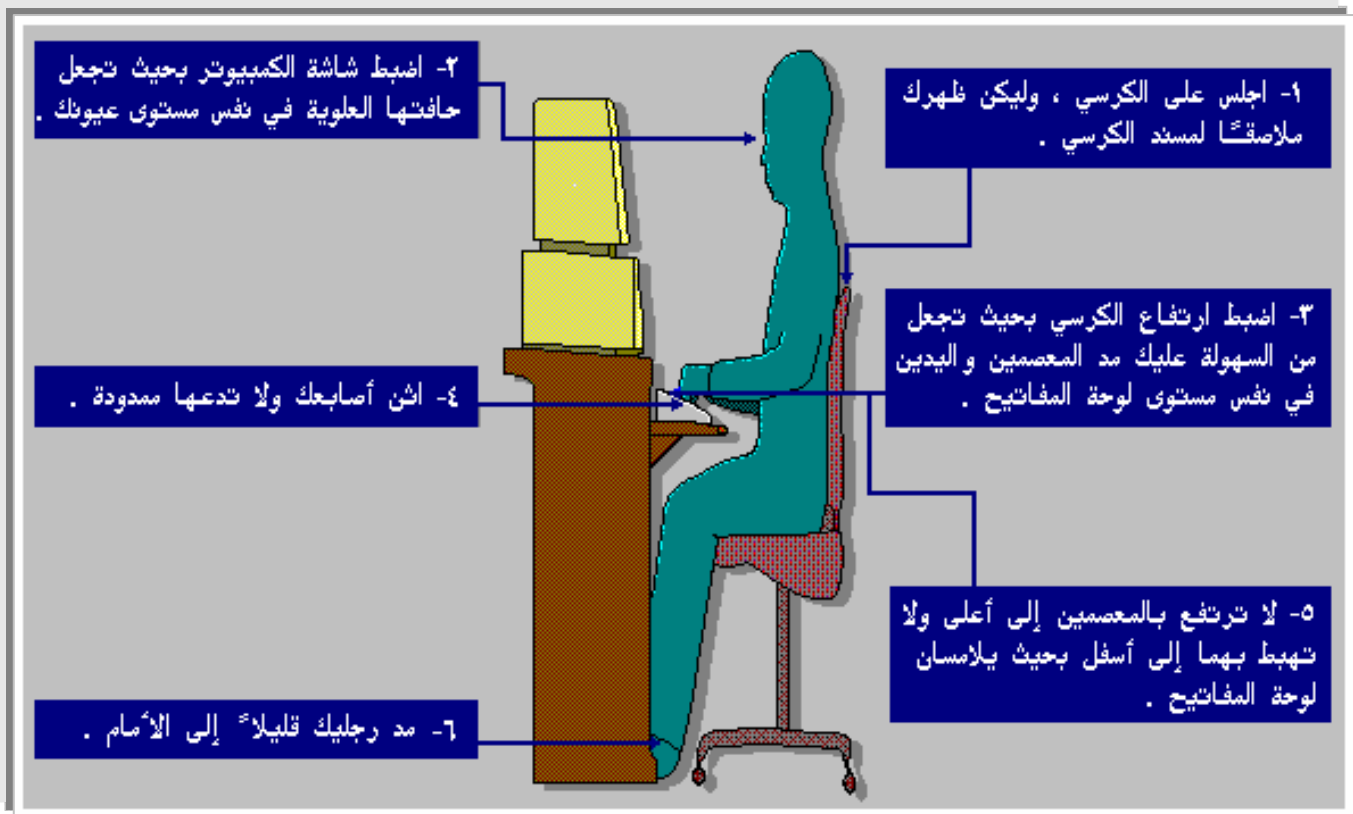 ١- اجلس على الكرسي ، وليكن ظهرك
ملاصقًا لمسند الكرسي .
٢- اضبط شاشة الكمبيوتر بحيث تجعل
حافتها العلوية في نفس مستوى عيونك .
٣- اضبط ارتفاع الكرسي بحيث تجعل
من السهولة عليك مد المعصمين واليدين
في نفس مستوى لوحة المفاتيح .
٤- اثن أصابعك ولا تدعها ممدودة .
٥- لا ترتفع بالمعصمين إلى أعلى ولا
تهبط بهما إلى أسفل بحيث يلامسان
لوحة المفاتيح .
٦- مد رجليك قليلاً إلى الأمام .